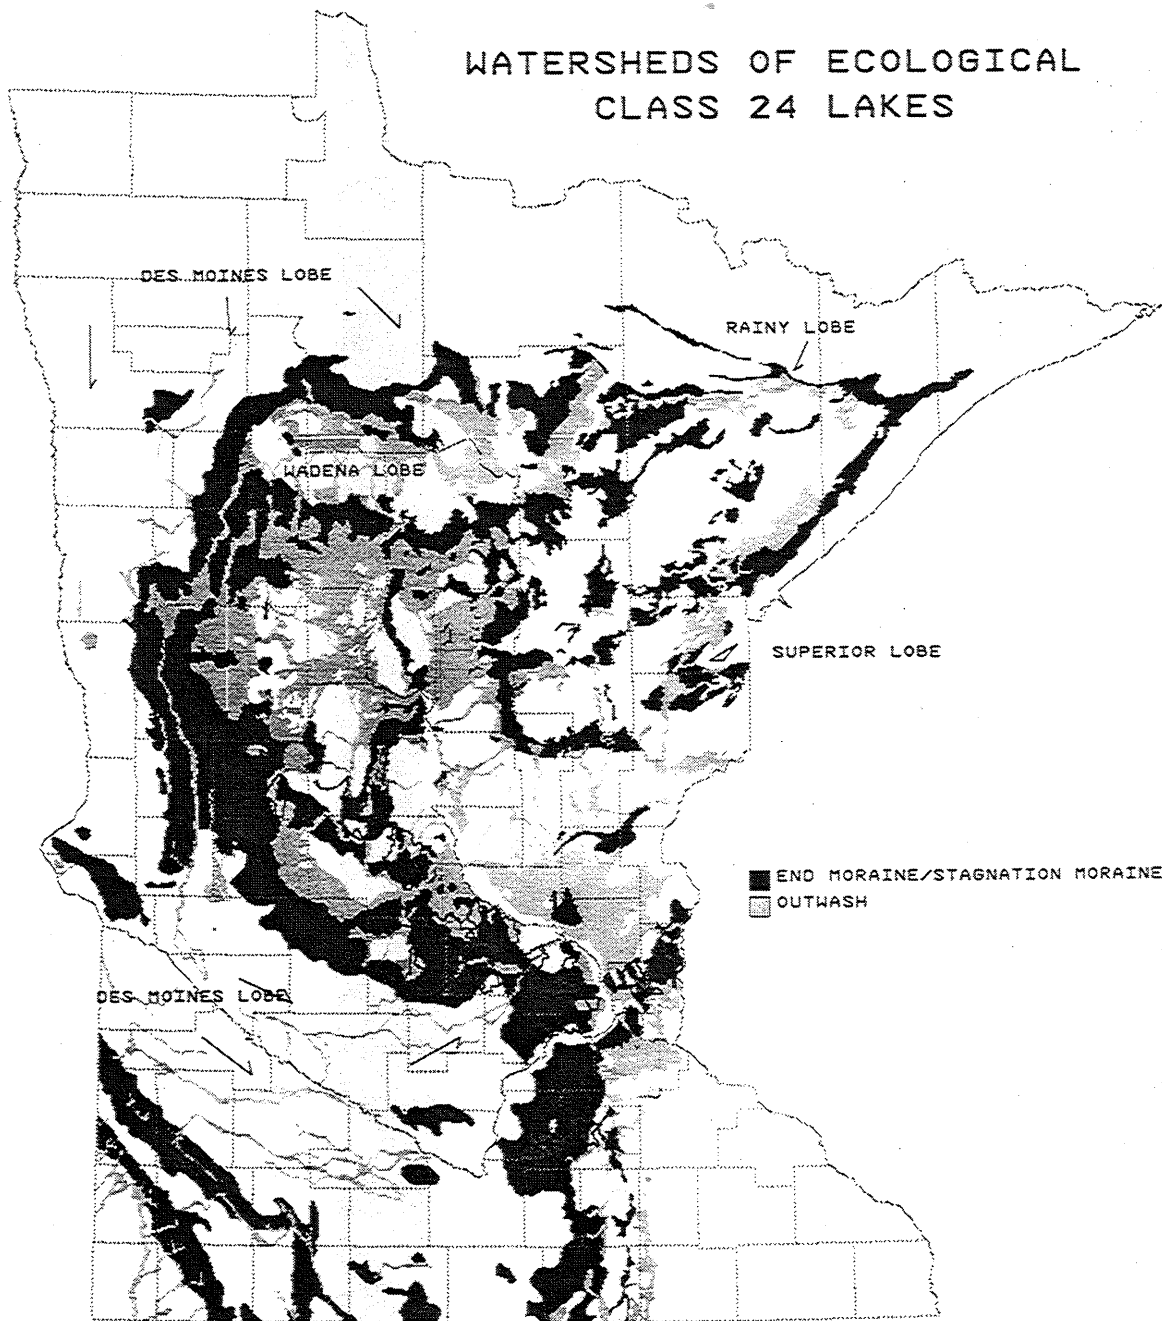 WATERSHEDS OF ECOLOGICAL
CLASS 24 LAKES
DES MOINES LOBE
RAINY LOBE
WADENA LOBE
SUPERIOR LOBE
END MORAINE/STAGNATION MORAINE
OUTWASH
DES MOINES LOBE